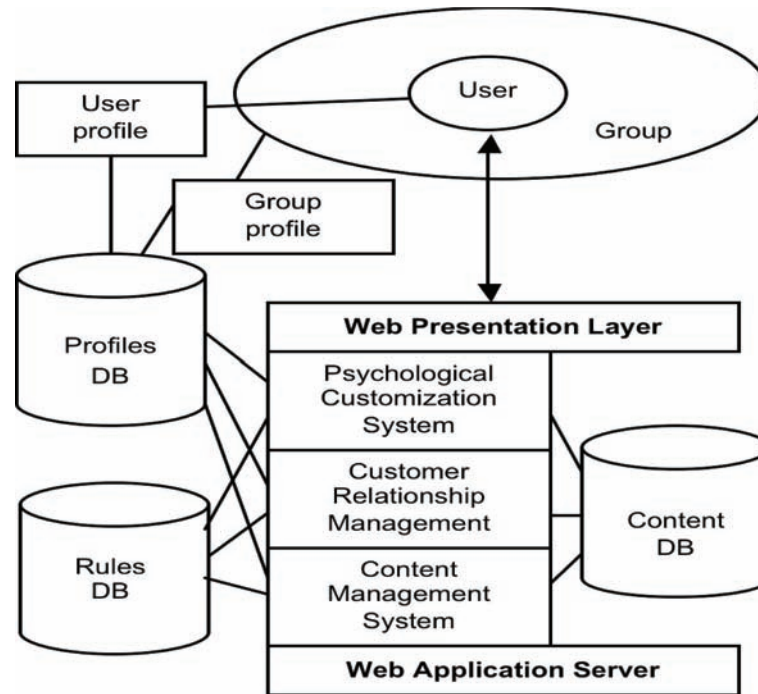 User
profile
User
Group
Group
profile
Profiles
DB
Web Presentation Layer
Psychological
Customization
System
Customer
Relationship
Management
Content
DB
Rules
DB
Content
Management
System
Web Application Server